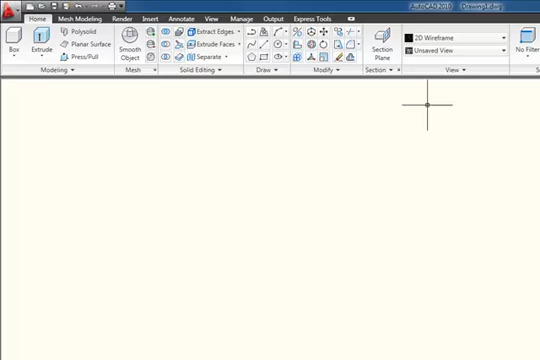 AutoCAD 2010 Drawing1.dwg
Home Mesh Modeling Render Insert Annotate View Manage Output Express Tools
Box Extrude Polysolid Planar Surface Press/Pull
Smooth Object
Extract Edges Extrude Faces Separate
Section Plane
2D Wireframe
Unsaved View
No Filter
Modeling Mesh Solid Editing Draw Modify Section View